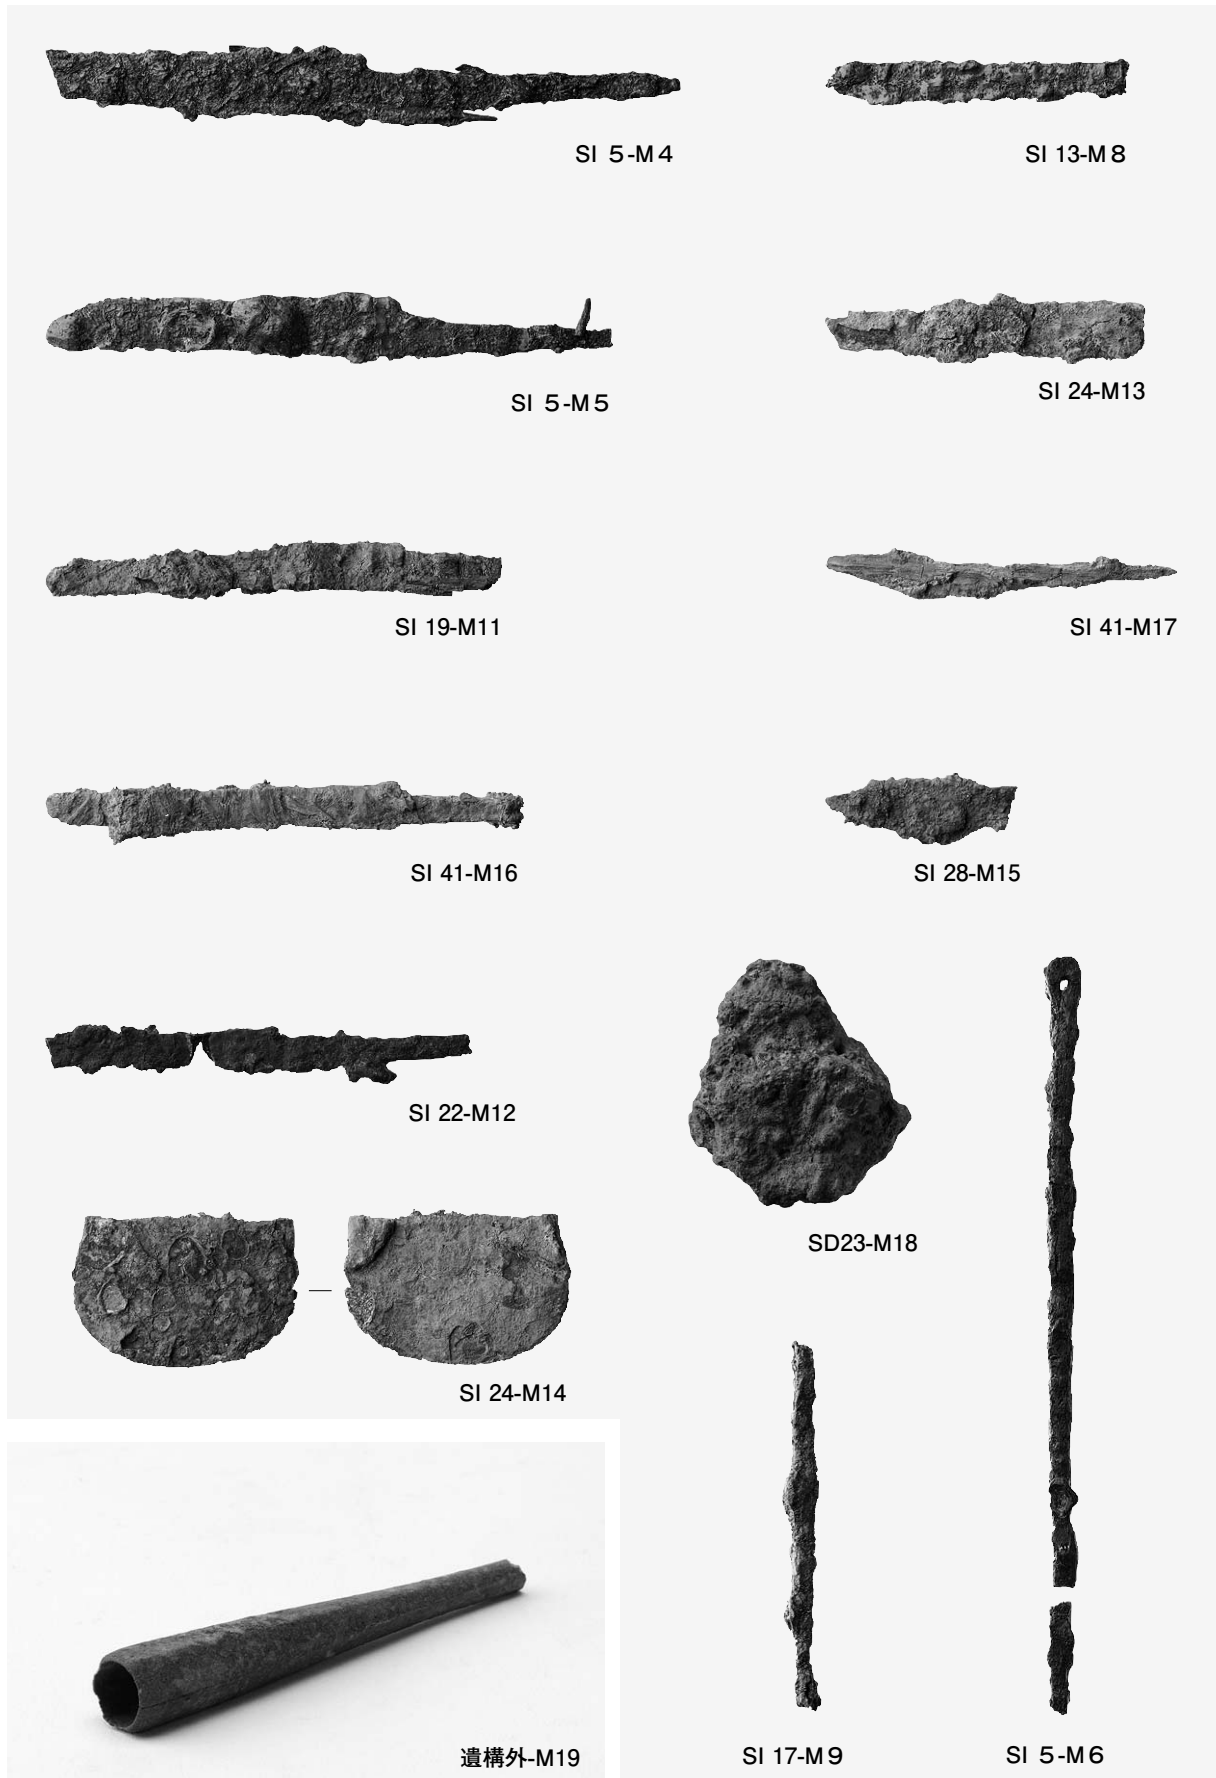 SI 5-M4
SI 13-M8
SI 5-M5
SI 24-M13
SI 19-M11
SI 41-M17
SI 41-M16
SI 28-M15
SI 22-M12
SD23-M18
SI 24-M14
遺構外-M19
SI 17-M9
SI 5-M6